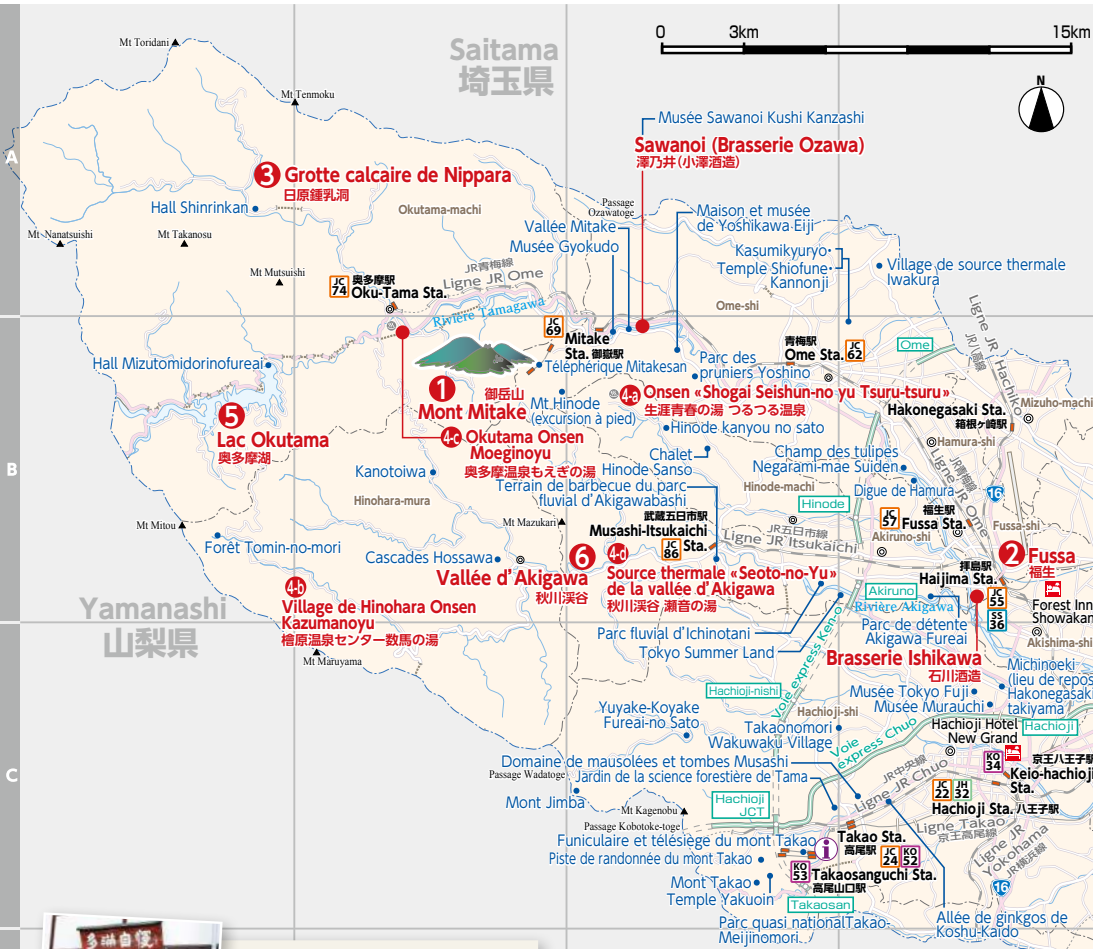 0 3km 15km
N
A
B
C
Saitama
埼玉県
Mt Toridani
Mt Tenmoku
Musée Sawanoi Kushi Kanzashi
Sawanoi (Brasserie Ozawa)
澤乃井(小澤酒造)
3 Grotte calcaire de Nippara
日原鍾乳洞
Hall Shinrinkan
Okutama-machi
Passage
Ozawatoge
Maison et musée
de Yoshikawa Eiji
Vallée Mitake
Musée Gyokudo
Mt Nanatsuishi
Mt Takanosu
Kasumikyuryo
Temple Shiofune
Kannonji
Village de source thermale
Iwakura
Mt Mutsuishi
JC
74
奥多摩駅
Oku-Tama Sta.
JR青梅線
Ligne JR Ome
Ome-shi
Rivière Tamagawa
JC
69
Mitake
Sta. 御嶽駅
青梅駅
Ome Sta.
JC
62
Ome
Ligne JR Hachiko
JR八高線
Téléphérique Mitakesan
Parc des
pruniers Yoshino
Hall Mizutomidorinofureai
1
御岳山
Mont Mitake
Mt Hinode
(excursion à pied)
4-a Onsen «Shogai Seishun-no yu Tsuru-tsuru»
生涯青春の湯 つるつる温泉
Mizuho-machi
Hakonegasaki Sta.
箱根ヶ崎駅
5
Lac Okutama
奥多摩湖
4-c Okutama Onsen
Moeginoyu
奥多摩温泉もえぎの湯
Hinode kanyou no sato
Hamura-shi
Chalet
Hinode Sanso
Champ des tulipes
Negarami-mae Suiden
JR青梅線
Ligne JR Ome
Kanotoiwa
Terrain de barbecue du parc
fluvial d'Akigawabashi
Hinode-machi
Digue de Hamura
16
Hinohara-mura
Hinode
福生駅
JC
57
Fussa Sta.
Fussa-shi
Mt Mitou
Mt Mazukari
武蔵五日市駅
Musashi-Itsukaichi
JC
86
Sta.
JR五日市線
Ligne JR Itsukaichi
Akiruno-shi
Forêt Tomin-no-mori
Cascades Hossawa
2 Fussa
福生
拝島駅
Haijima Sta.
6
Vallée d'Akigawa
秋川渓谷
4-d
Source thermale «Seoto-no-Yu»
de la vallée d'Akigawa
秋川渓谷 瀬音の湯
4-b
Village de Hinohara Onsen
Kazumanoyu
檜原温泉センター数馬の湯
Akiruno
Rivière Akigawa
JC
55
SS
36
Forest Inn
Showakan
Yamanashi
山梨県
Mt Maruyama
Parc fluvial d'Ichinotani
Tokyo Summer Land
Parc de détente
Akigawa Fureai
Akishima-shi
Voie express Ken-o
Brasserie Ishikawa
石川酒造
Michinoeki
(lieu de repos
Hakonegasaki
takiyama
Hachioji-nishi
Musée Tokyo Fuji
Musée Murauchi
Hachioji-shi
Yuyake-Koyake
Fureai-no Sato
Takaonomori
Wakuwaku Village
Voie
express Chuo
Hachioji Hotel
New Grand
Hachioji
Domaine de mausolées et tombes Musashi
Passage Wadatoge
Jardin de la science forestière de Tama
JR中央線
Ligne JR Chuo
KO
34
京王八王子駅
Keio-hachioji
Sta.
Mont Jimba
Mt Kagenobu
Hachioji
JCT
JC
22
JH
32
Hachioji Sta. 八王子駅
Passage Kobotoke-toge
Ligne Takao
京王高尾線
Funiculaire et télésiège du mont Takao
Takao Sta.
高尾駅
JC
24
KO
52
Ligne JR
Yokohama
JR横浜線
Piste de randonnée du mont Takao
KO
53
Takaosanguchi Sta.
高尾山口駅
Mont Takao
Temple Yakuoin
Takaosan
16
Parc quasi nationalTakao-
Meijinomori
Allée de ginkgos de
Koshu-Kaido
多満自慢